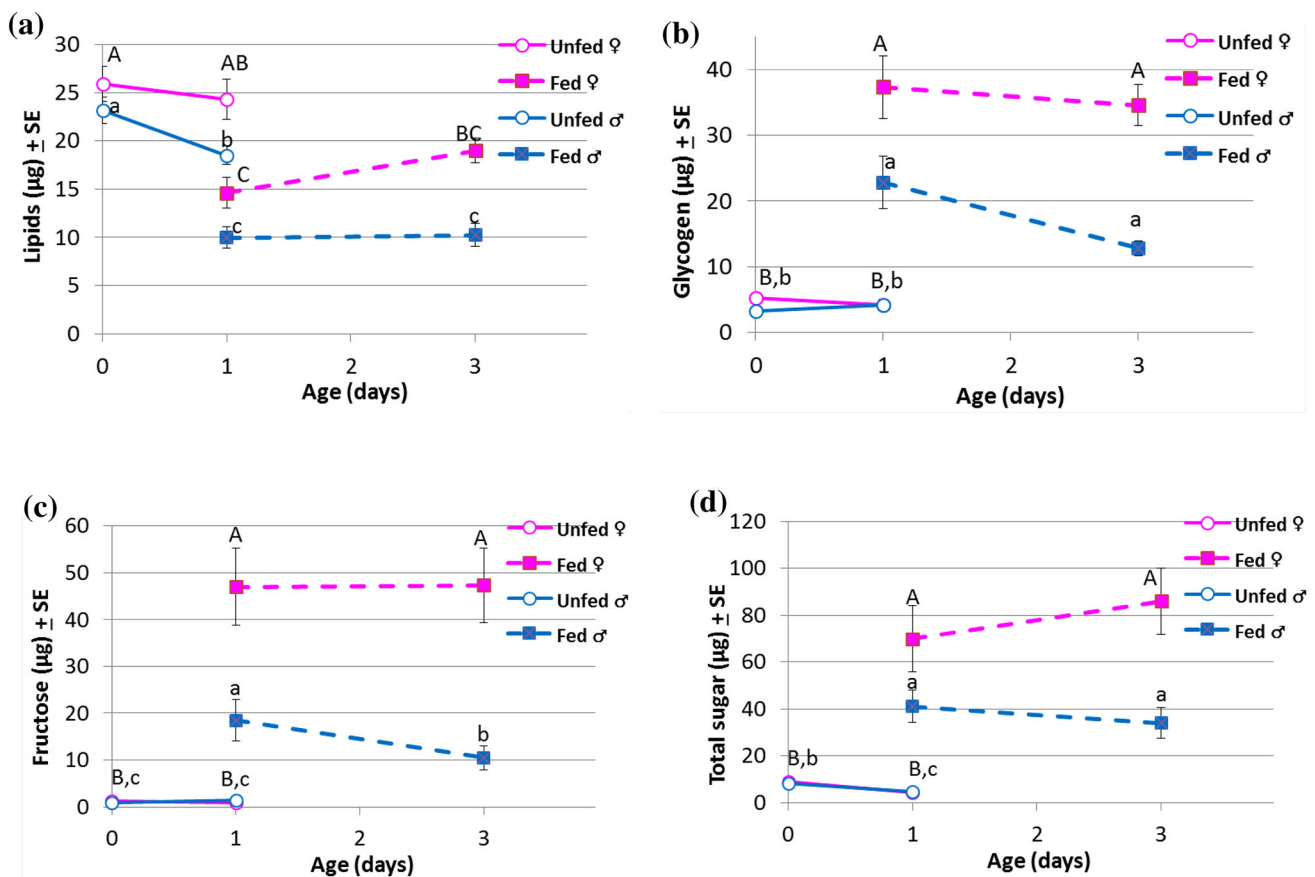 (a)
30
25
20
15
10
5
0
Lipids (µg) ± SE
A
AB
a
b
C
BC
c
c
0 1 2 3
Age (days)
Unfed ♀
Fed ♀
Unfed ♂
Fed ♂
(b)
40
30
20
10
0
Glycogen (µg) ± SE
A
A
a
a
B,b
B,b
0 1 2 3
Age (days)
Unfed ♀
Fed ♀
Unfed ♂
Fed ♂
(c)
60
50
40
30
20
10
0
Fructose (µg) ± SE
A
A
a
b
B,c
B,c
0 1 2 3
Age (days)
Unfed ♀
Fed ♀
Unfed ♂
Fed ♂
(d)
120
100
80
60
40
20
0
Total sugar (µg) ± SE
A
A
a
a
B,b
B,c
0 1 2 3
Age (days)
Unfed ♀
Fed ♀
Unfed ♂
Fed ♂